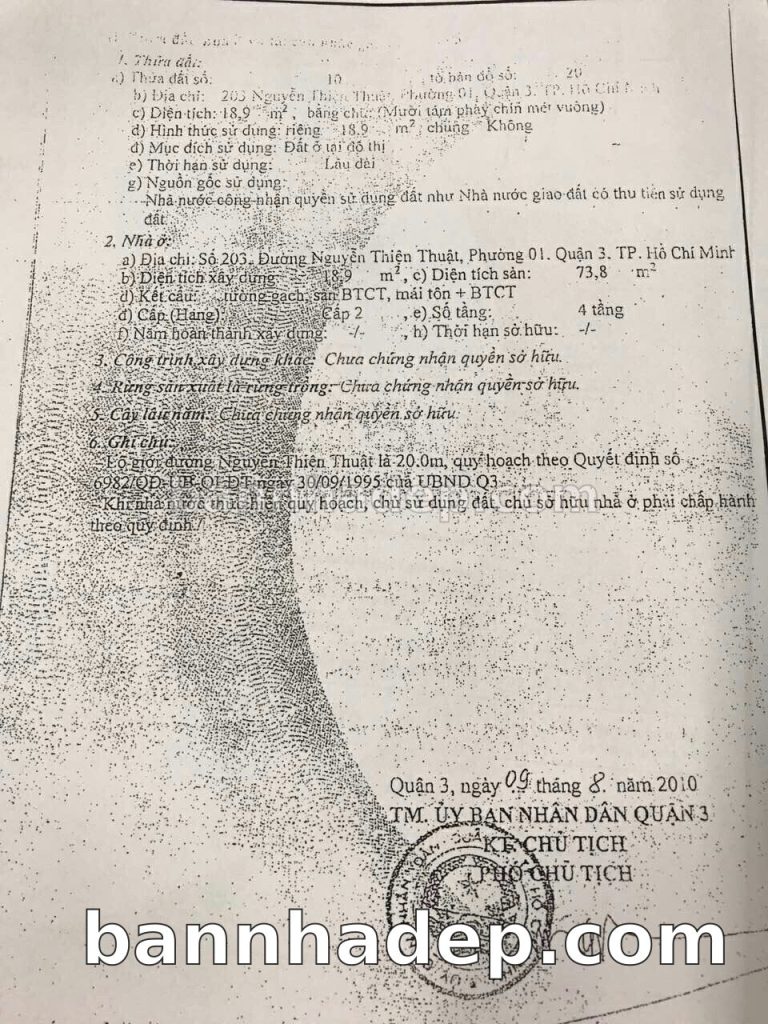 1. Thửa đất:
a) Thửa đất số: 10 , tờ bản đồ số: 20
b) Địa chỉ: 203 Nguyễn Thiện Thuật, Phường 01, Quận 3. TP. Hồ Chí Minh
c) Diện tích: 18,9 m², bằng chữ: (Mười tám phẩy chín mét vuông)
d) Hình thức sử dụng: riêng 18.9 m², chung Không
đ) Mục đích sử dụng: Đất ở tại đô thị
e) Thời hạn sử dụng: Lâu dài
g) Nguồn gốc sử dụng:
Nhà nước công nhận quyền sử dụng đất như Nhà nước giao đất có thu tiền sử dụng
đất.
2. Nhà ở:
a) Địa chỉ: Số 203. Đường Nguyễn Thiện Thuật, Phường 01. Quận 3. TP. Hồ Chí Minh
b) Diện tích xây dựng 18,9 m², c) Diện tích sàn: 73,8 m²
d) Kết cấu: tường gạch, sàn BTCT, mái tôn + BTCT
đ) Cấp (Hạng): Cấp 2 , e) Số tầng: 4 tầng
f) Năm hoàn thành xây dựng: -/- , h) Thời hạn sở hữu: -/-
3. Công trình xây dựng khác: Chưa chứng nhận quyền sở hữu.
4. Rừng sản xuất là rừng trồng: Chưa chứng nhận quyền sở hữu.
5. Cây lâu năm: Chưa chứng nhận quyền sở hữu.
6. Ghi chú:
- Lộ giới đường Nguyễn Thiện Thuật là 20.0m, quy hoạch theo Quyết định số
6982/QĐ-UB-QLĐT ngày 30/09/1995 của UBND Q3.
- Khi nhà nước thực hiện quy hoạch, chủ sử dụng đất, chủ sở hữu nhà ở phải chấp hành
theo quy định./.
Quận 3, ngày 09 tháng 8. năm 2010
TM. ỦY BAN NHÂN DÂN QUẬN 3
KT. CHỦ TỊCH
PHÓ CHỦ TỊCH
bannhadep.com